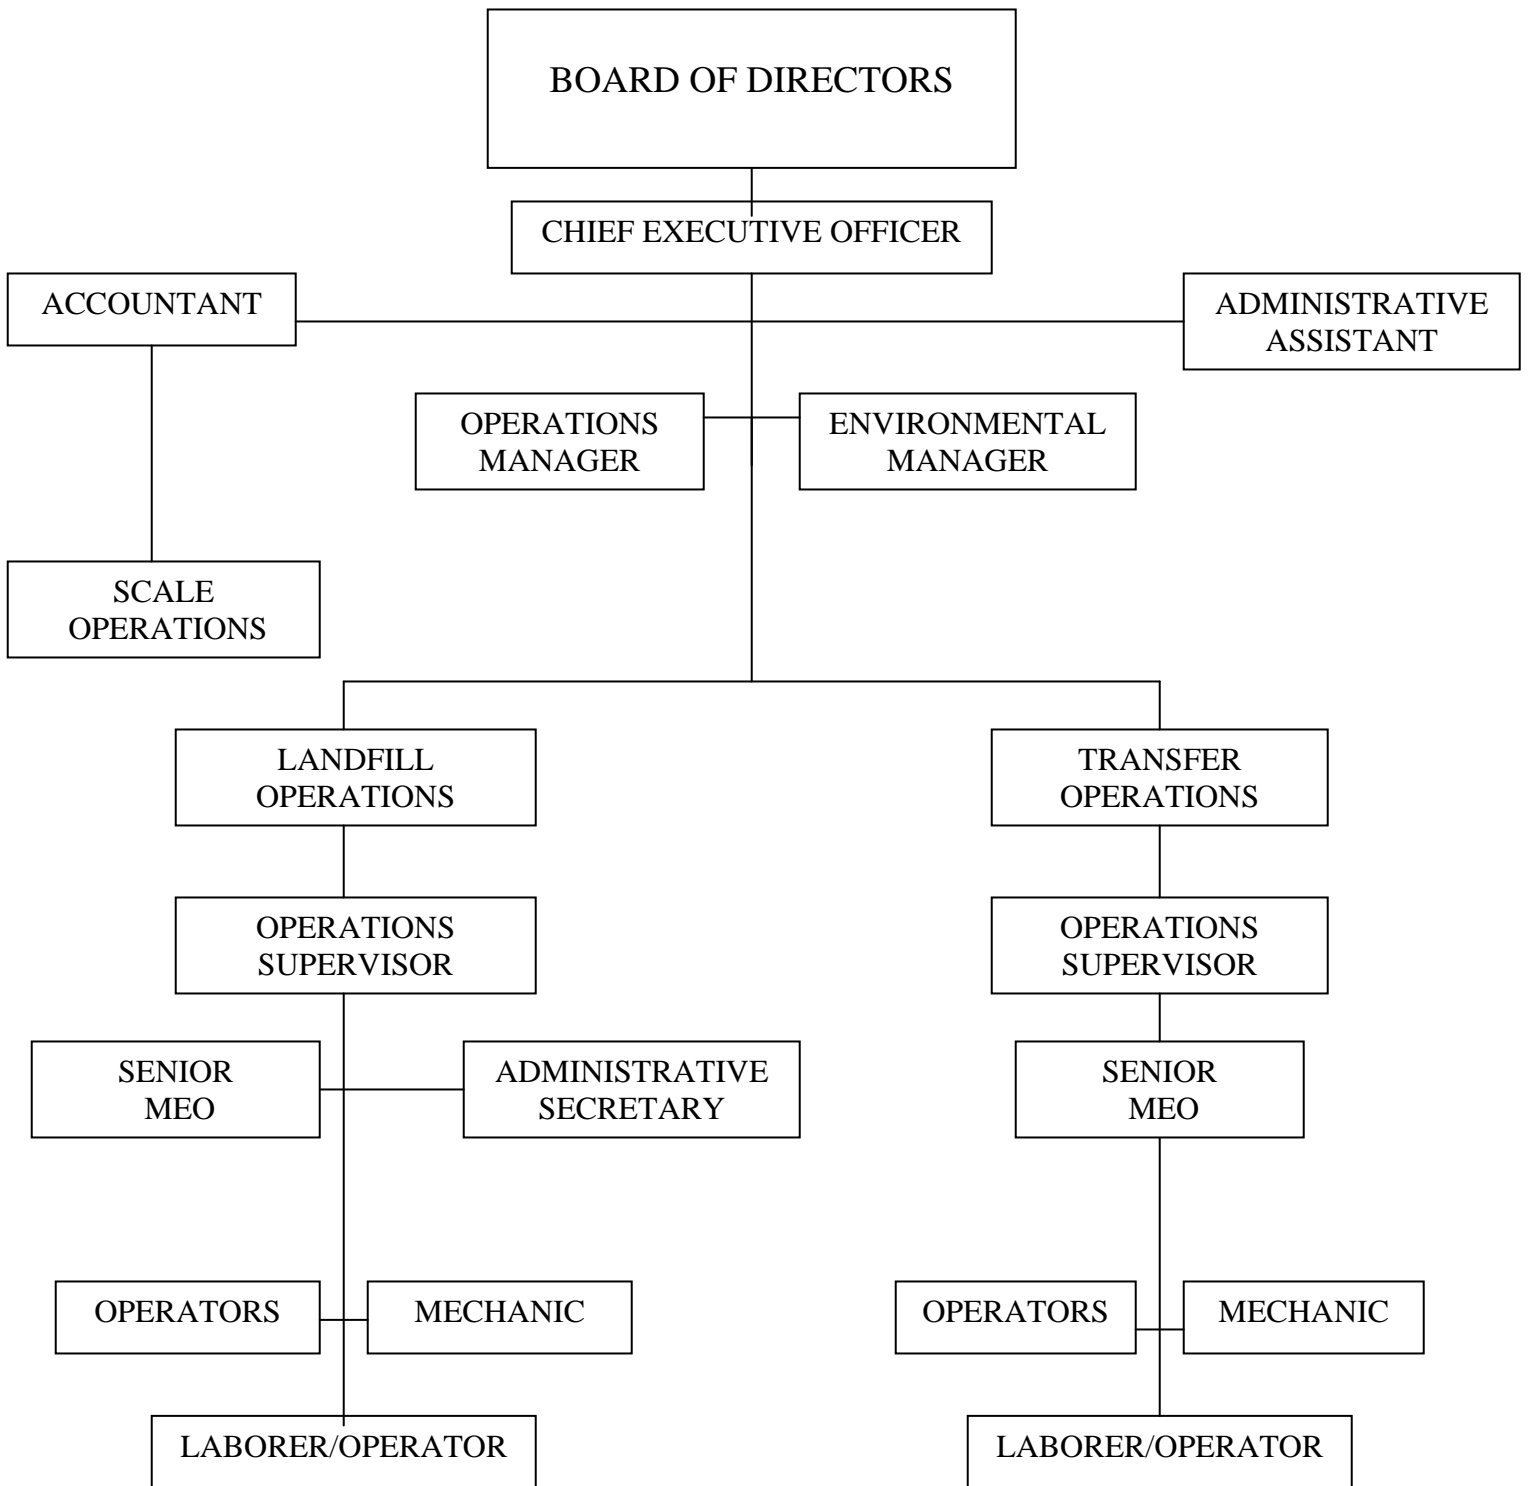 BOARD OF DIRECTORS
CHIEF EXECUTIVE OFFICER
ACCOUNTANT
ADMINISTRATIVE
ASSISTANT
OPERATIONS
MANAGER
ENVIRONMENTAL
MANAGER
SCALE
OPERATIONS
LANDFILL
OPERATIONS
TRANSFER
OPERATIONS
OPERATIONS
SUPERVISOR
OPERATIONS
SUPERVISOR
SENIOR
MEO
ADMINISTRATIVE
SECRETARY
SENIOR
MEO
OPERATORS
MECHANIC
OPERATORS
MECHANIC
LABORER/OPERATOR
LABORER/OPERATOR